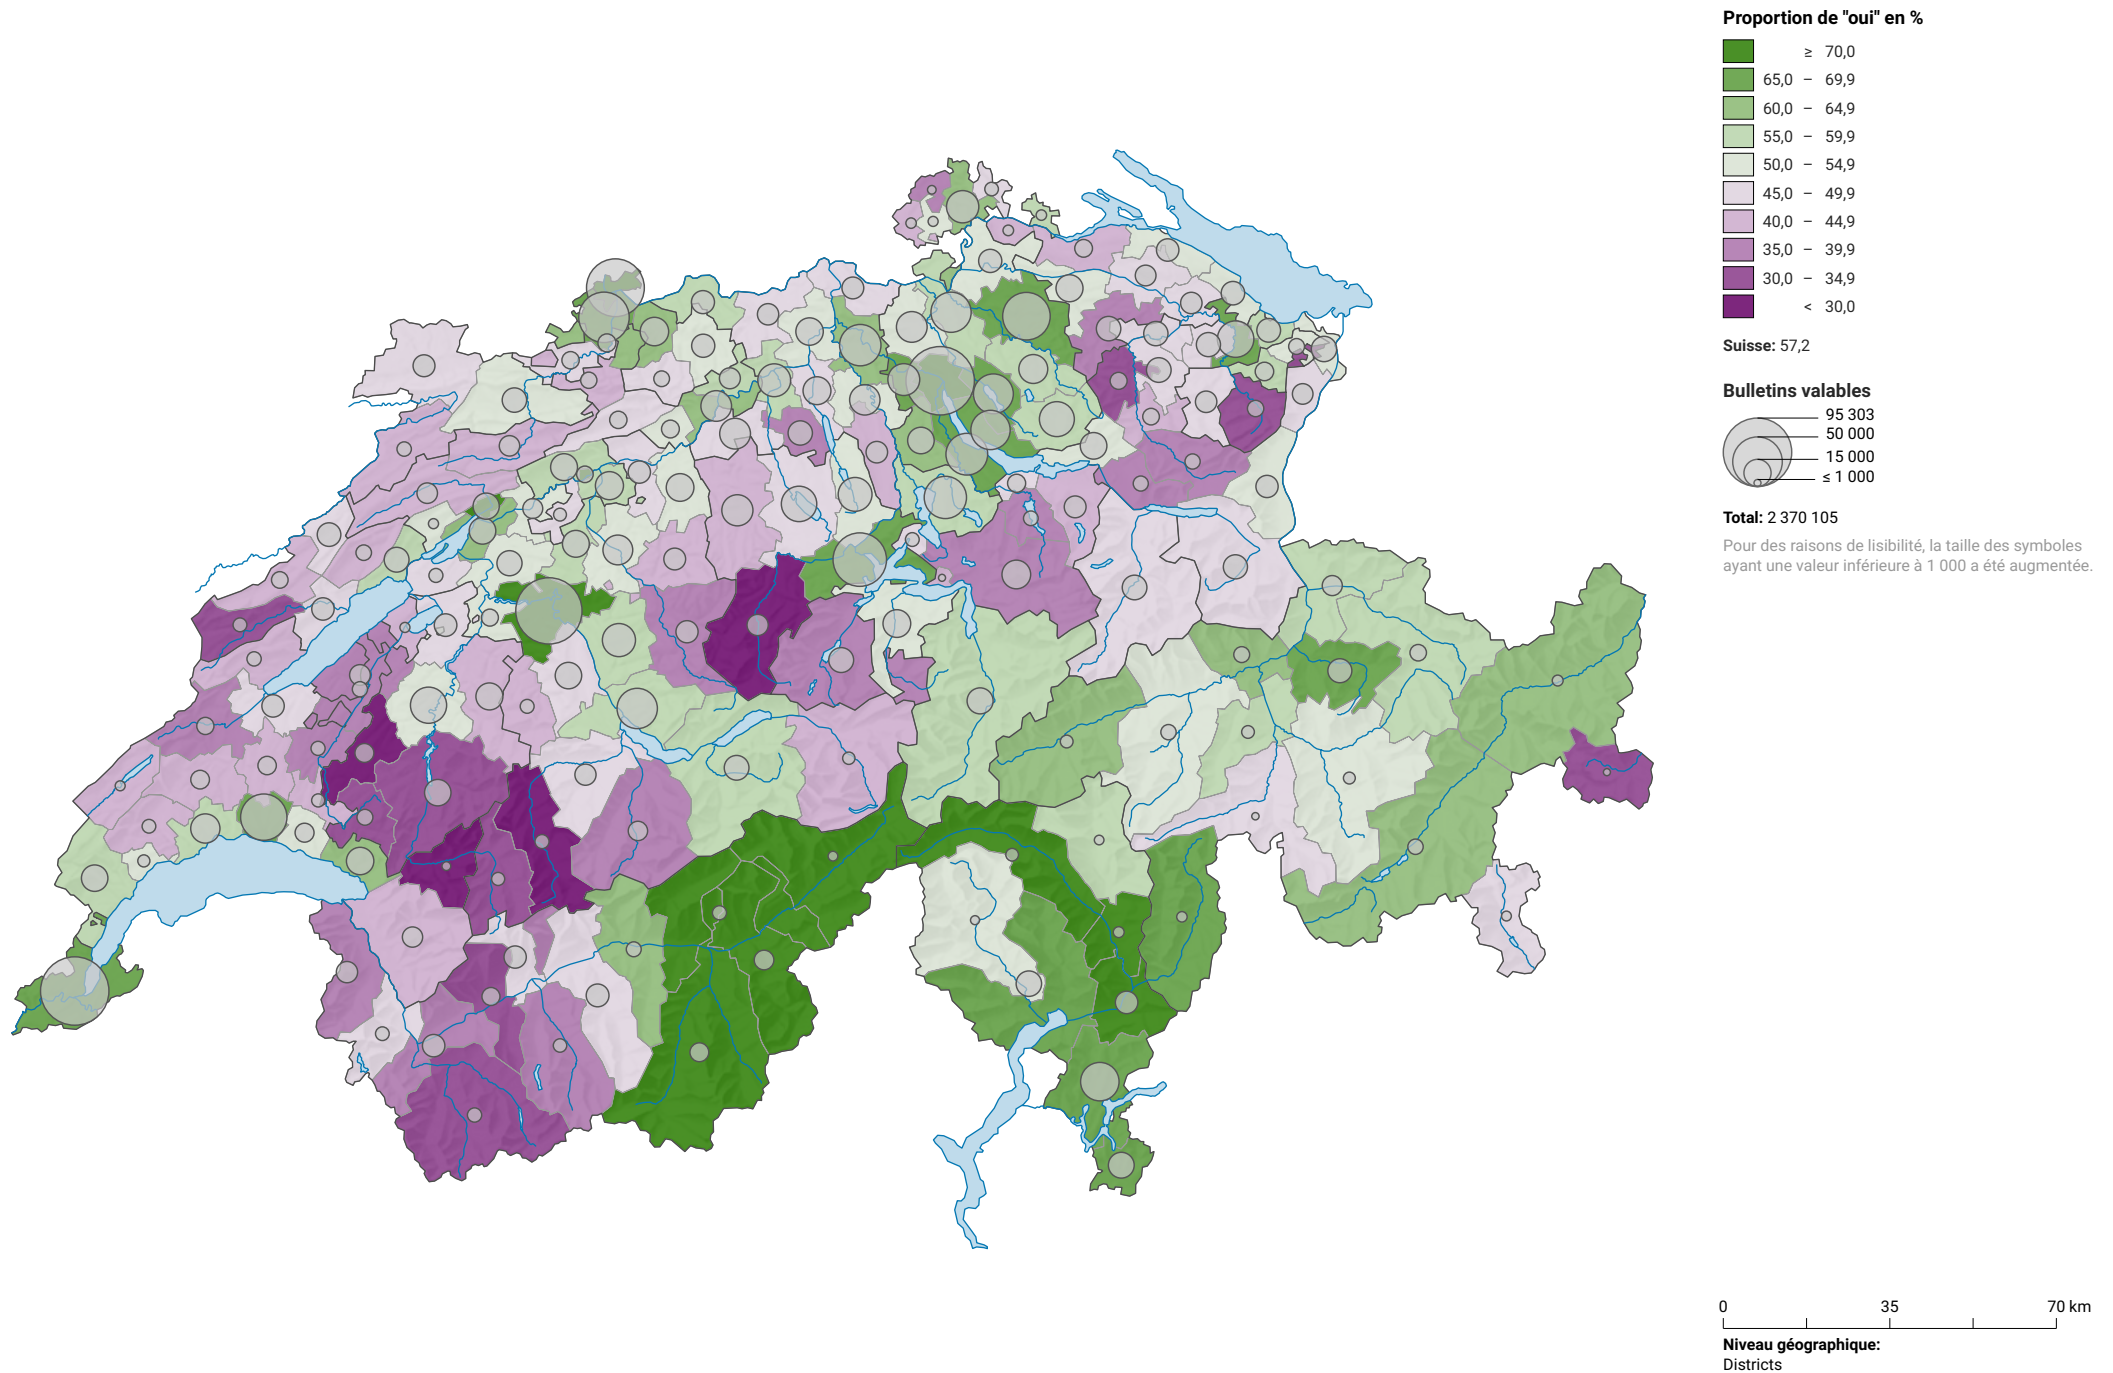 Proportion de "oui" en %
≥ 70,0
65,0 – 69,9
60,0 – 64,9
55,0 – 59,9
50,0 – 54,9
45,0 – 49,9
40,0 – 44,9
35,0 – 39,9
30,0 – 34,9
< 30,0
Suisse: 57,2
Bulletins valables
95 303
50 000
15 000
≤ 1 000
Total: 2 370 105
Pour des raisons de lisibilité, la taille des symboles
ayant une valeur inférieure à 1 000 a été augmentée.
0 35 70 km
Niveau géographique:
Districts